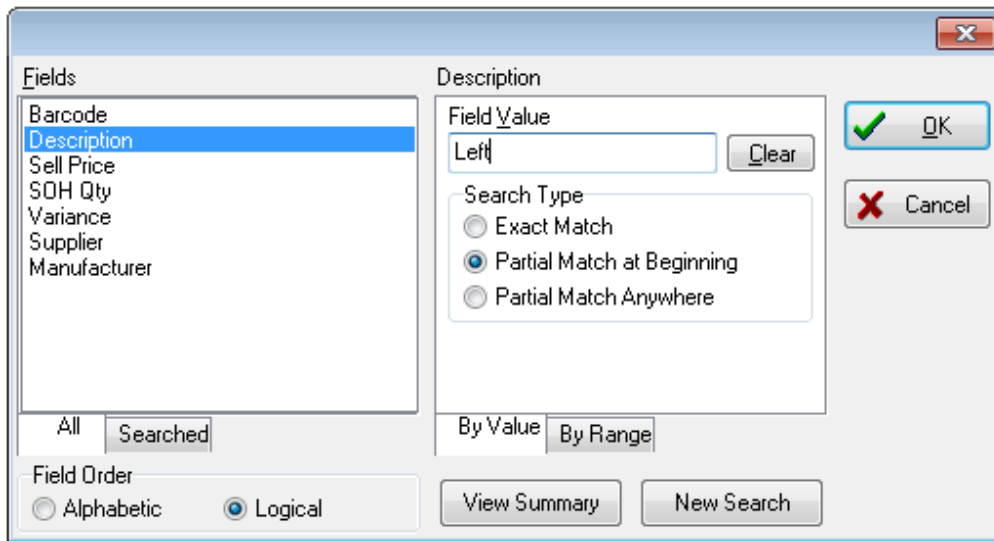 Fields
Barcode
Description
Sell Price
SOH Qty
Variance
Supplier
Manufacturer
All
Searched
Field Order
Alphabetic
Logical
Description
Field Value
Left
Clear
Search Type
Exact Match
Partial Match at Beginning
Partial Match Anywhere
By Value
By Range
View Summary
New Search
OK
Cancel